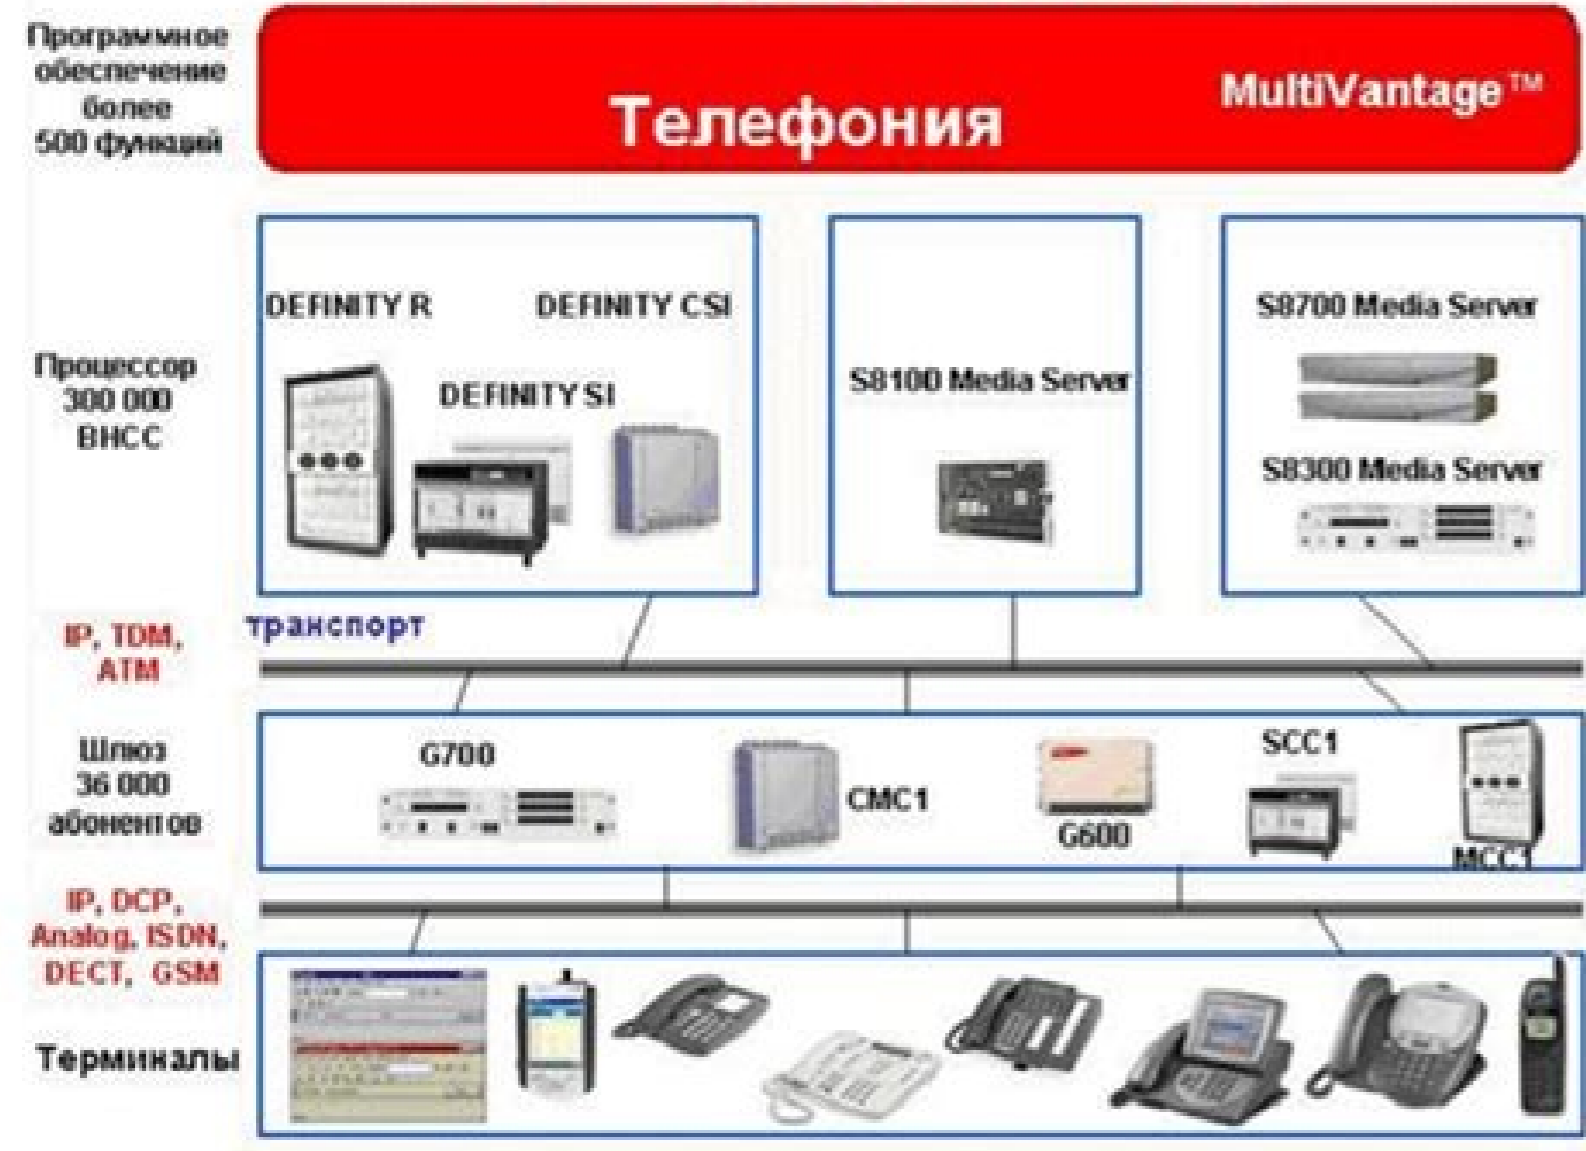 Программное
обеспечение
более
500 функций
Телефония
MultiVantage™
DEFINITY R
DEFINITY CSI
DEFINITY SI
S8100 Media Server
S8700 Media Server
S8300 Media Server
Процессор
300 000
BHCC
IP, TDM,
ATM
транспорт
Шлюз
36 000
абонентов
G700
CMC1
G600
SCC1
MCC1
IP, DCP,
Analog, ISDN,
DECT, GSM
Терминалы